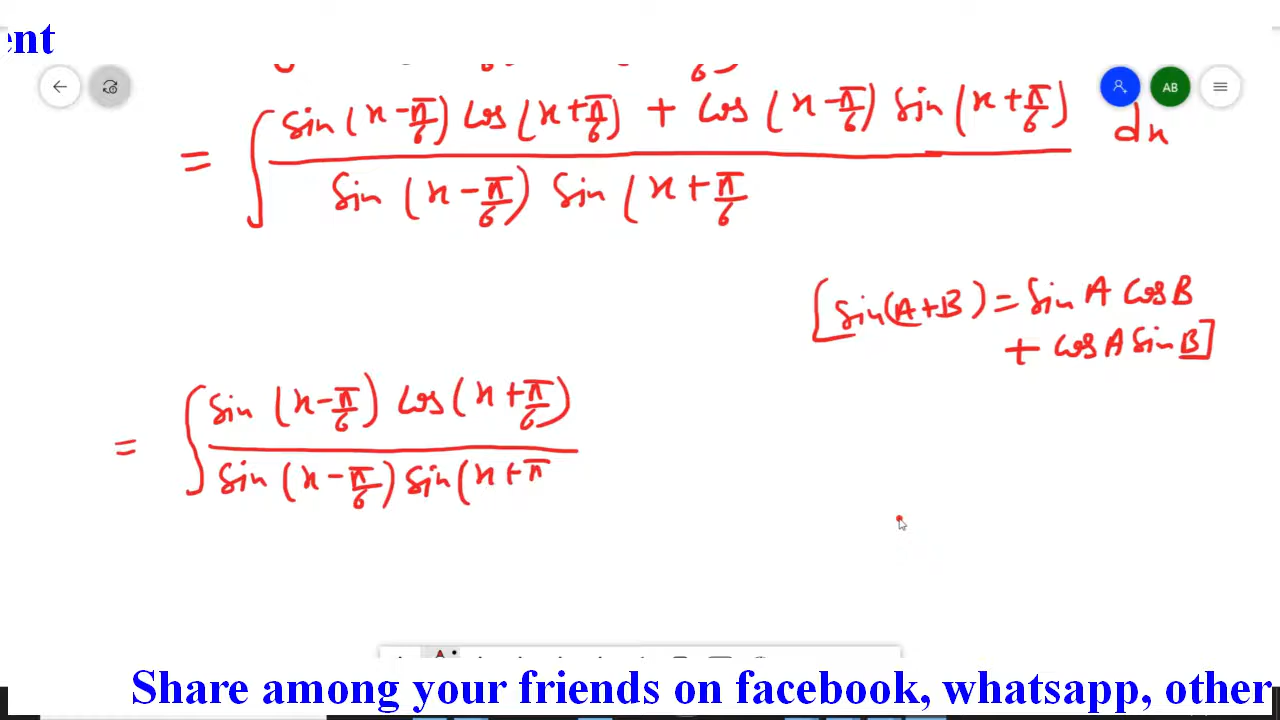 ent
AB
= ∫ sin(x-π/6) cos(x+π/6) + cos(x-π/6) sin(x+π/6) dx
sin(x-π/6) sin(x+π/6
[sin(A+B) = sin A cos B
+ cos A sin B]
= ∫ sin(x-π/6) cos(x+π/6)
sin(x-π/6) sin(x+π
Share among your friends on facebook, whatsapp, other